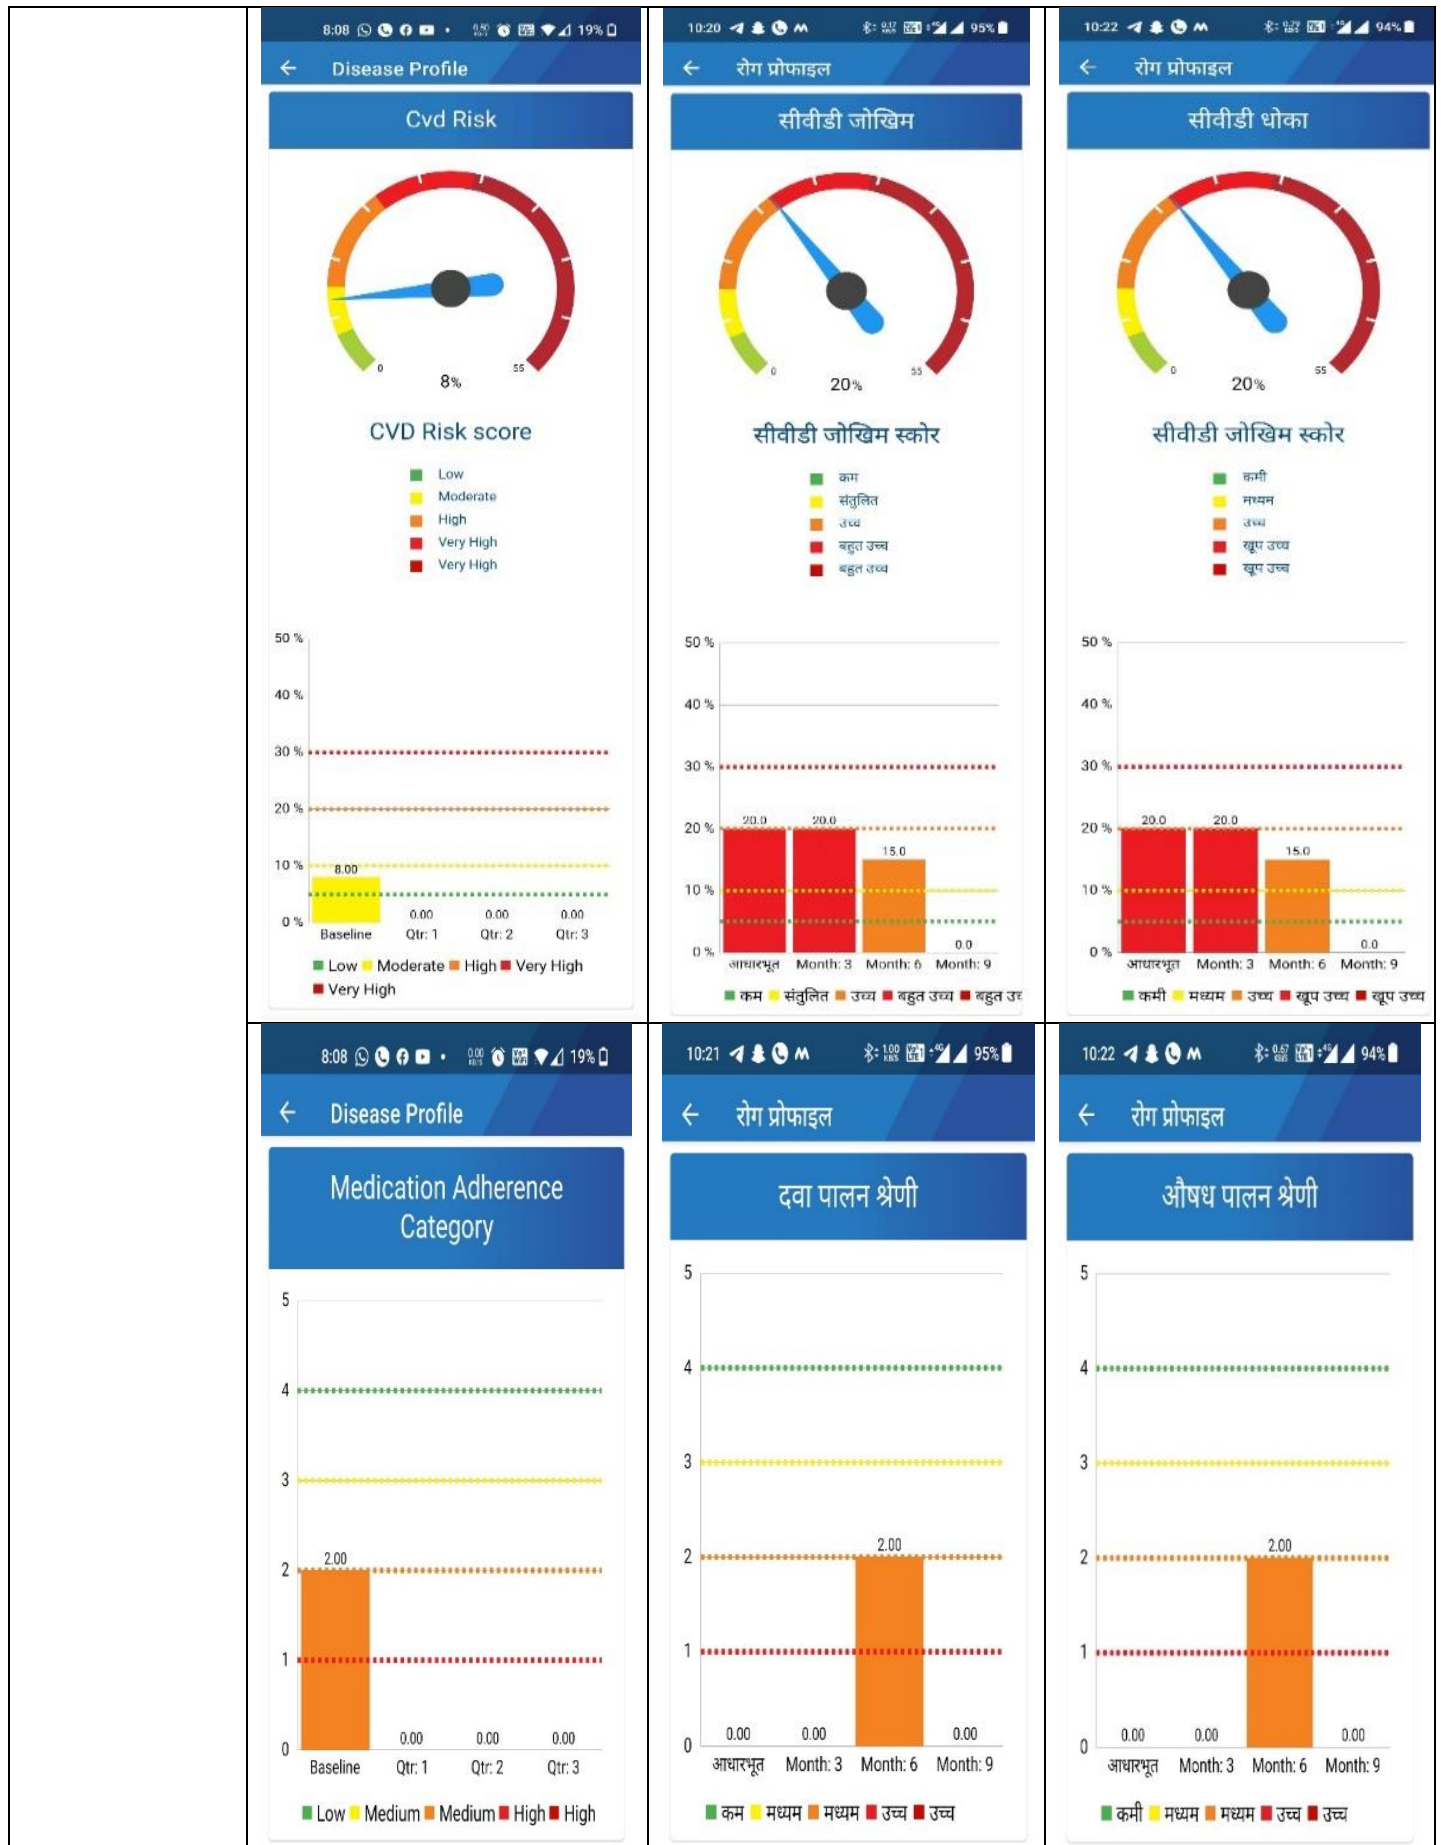 8:08 19%
Disease Profile
Cvd Risk
0
55
8%
CVD Risk score
Low
Moderate
High
Very High
Very High
50 %
40 %
30 %
20 %
10 %
0 %
8.00
0.00 0.00 0.00
Baseline Qtr: 1 Qtr: 2 Qtr: 3
Low Moderate High Very High
Very High
10:20 95%
रोग प्रोफाइल
सीवीडी जोखिम
0
55
20%
सीवीडी जोखिम स्कोर
कम
संतुलित
उच्च
बहुत उच्च
बहुत उच्च
50 %
40 %
30 %
20 %
10 %
0 %
20.0 20.0
15.0
0.0
आधारभूत Month: 3 Month: 6 Month: 9
कम संतुलित उच्च बहुत उच्च बहुत उच
10:22 94%
रोग प्रोफाइल
सीवीडी धोका
0
55
20%
सीवीडी जोखिम स्कोर
कमी
मध्यम
उच्च
खूप उच्च
खूप उच्च
50 %
40 %
30 %
20 %
10 %
0 %
20.0 20.0
15.0
0.0
आधारभूत Month: 3 Month: 6 Month: 9
कमी मध्यम उच्च खूप उच्च खूप उच्च
8:08 19%
Disease Profile
Medication Adherence
Category
5
4
3
2
1
0
2.00
0.00 0.00 0.00
Baseline Qtr: 1 Qtr: 2 Qtr: 3
Low Medium Medium High High
10:21 95%
रोग प्रोफाइल
दवा पालन श्रेणी
5
4
3
2
1
0
2.00
0.00 0.00 0.00
आधारभूत Month: 3 Month: 6 Month: 9
कम मध्यम मध्यम उच्च उच्च
10:22 94%
रोग प्रोफाइल
औषध पालन श्रेणी
5
4
3
2
1
0
2.00
0.00 0.00 0.00
आधारभूत Month: 3 Month: 6 Month: 9
कमी मध्यम मध्यम उच्च उच्च